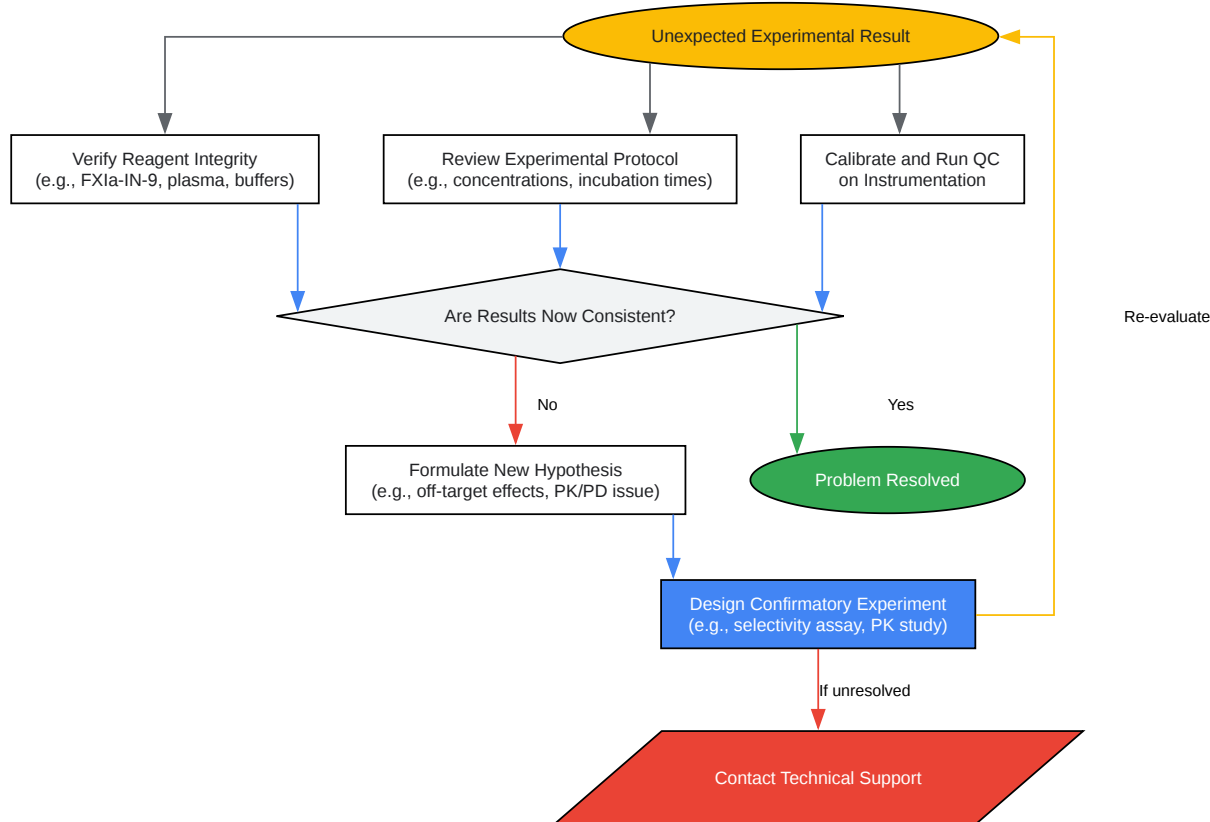 Unexpected Experimental Result
Verify Reagent Integrity
(e.g., FXIa-IN-9, plasma, buffers)
Review Experimental Protocol
(e.g., concentrations, incubation times)
Calibrate and Run QC
on Instrumentation
Are Results Now Consistent?
Re-evaluate
No
Yes
Formulate New Hypothesis
(e.g., off-target effects, PK/PD issue)
Problem Resolved
Design Confirmatory Experiment
(e.g., selectivity assay, PK study)
If unresolved
Contact Technical Support